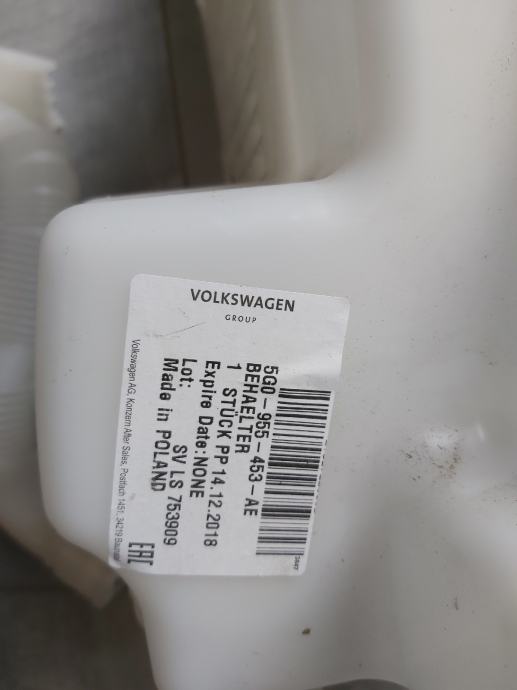 VOLKSWAGEN
GROUP
5G0-955-453-AE
BEHAELTER
1 STÜCK PP 14.12.2018
Expire Date:NONE
Lot: SV LS 753909
Made in POLAND
Volkswagen AG, Konzern After Sales, Postfach 1451, 34219
EAC